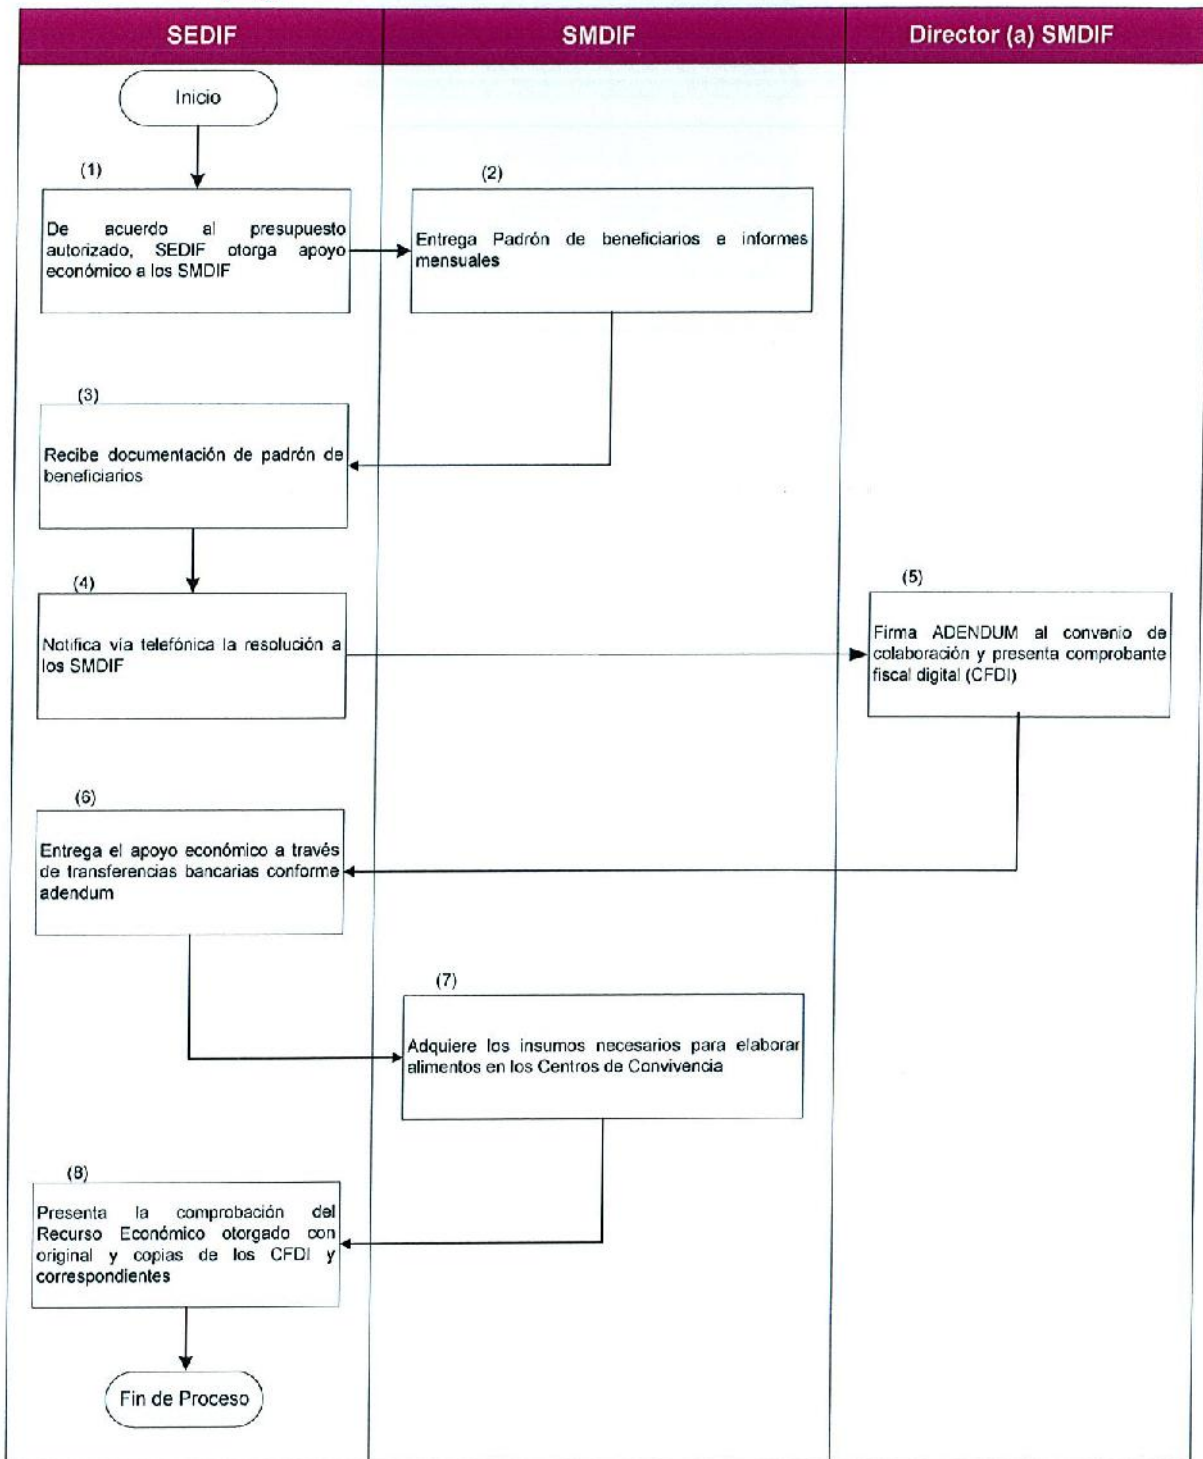 SEDIF
SMDIF
Director (a) SMDIF
Inicio
(1)
De acuerdo al presupuesto
autorizado, SEDIF otorga apoyo
económico a los SMDIF
(2)
Entrega Padrón de beneficiarios e informes
mensuales
(3)
Recibe documentación de padrón de
beneficiarios
(4)
Notifica vía telefónica la resolución a
los SMDIF
(5)
Firma ADENDUM al convenio de
colaboración y presenta comprobante
fiscal digital (CFDI)
(6)
Entrega el apoyo económico a través
de transferencias bancarias conforme
adendum
(7)
Adquiere los insumos necesarios para elaborar
alimentos en los Centros de Convivencia
(8)
Presenta la comprobación del
Recurso Económico otorgado con
original y copias de los CFDI y
correspondientes
Fin de Proceso